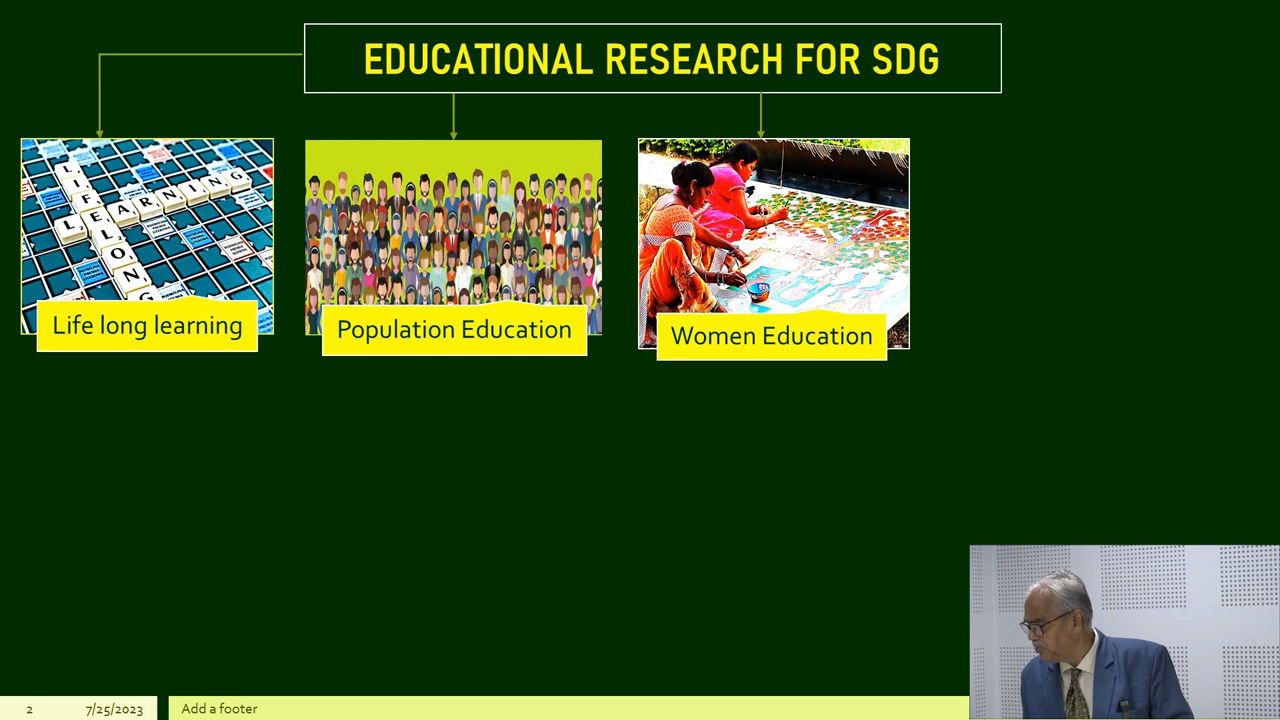 EDUCATIONAL RESEARCH FOR SDG
LIFELONG
LEARNING
Life long learning
Population Education
Women Education
2
7/25/2023
Add a footer